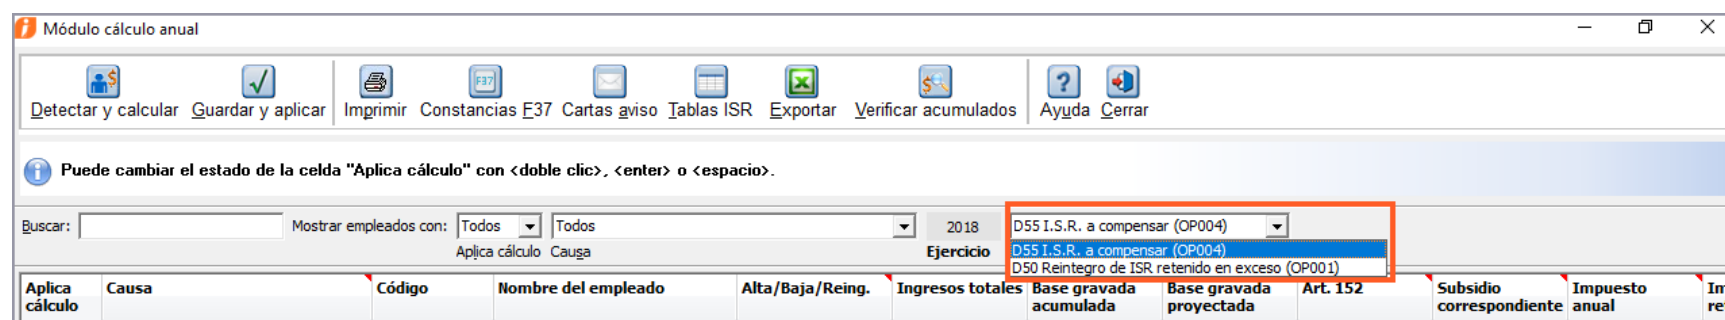 Módulo cálculo anual
Detectar y calcular Guardar y aplicar Imprimir Constancias F37 Cartas aviso Tablas ISR Exportar Verificar acumulados Ayuda Cerrar
Puede cambiar el estado de la celda "Aplica cálculo" con <doble clic>, <enter> o <espacio>.
Buscar: Mostrar empleados con: Todos Todos 2018 D55 I.S.R. a compensar (OP004)
Aplica cálculo Causa Ejercicio D55 I.S.R. a compensar (OP004)
D50 Reintegro de ISR retenido en exceso (OP001)
Aplica Causa Código Nombre del empleado Alta/Baja/Reing. Ingresos totales Base gravada Base gravada Art. 152 Subsidio Impuesto
cálculo acumulada proyectada correspondiente anual